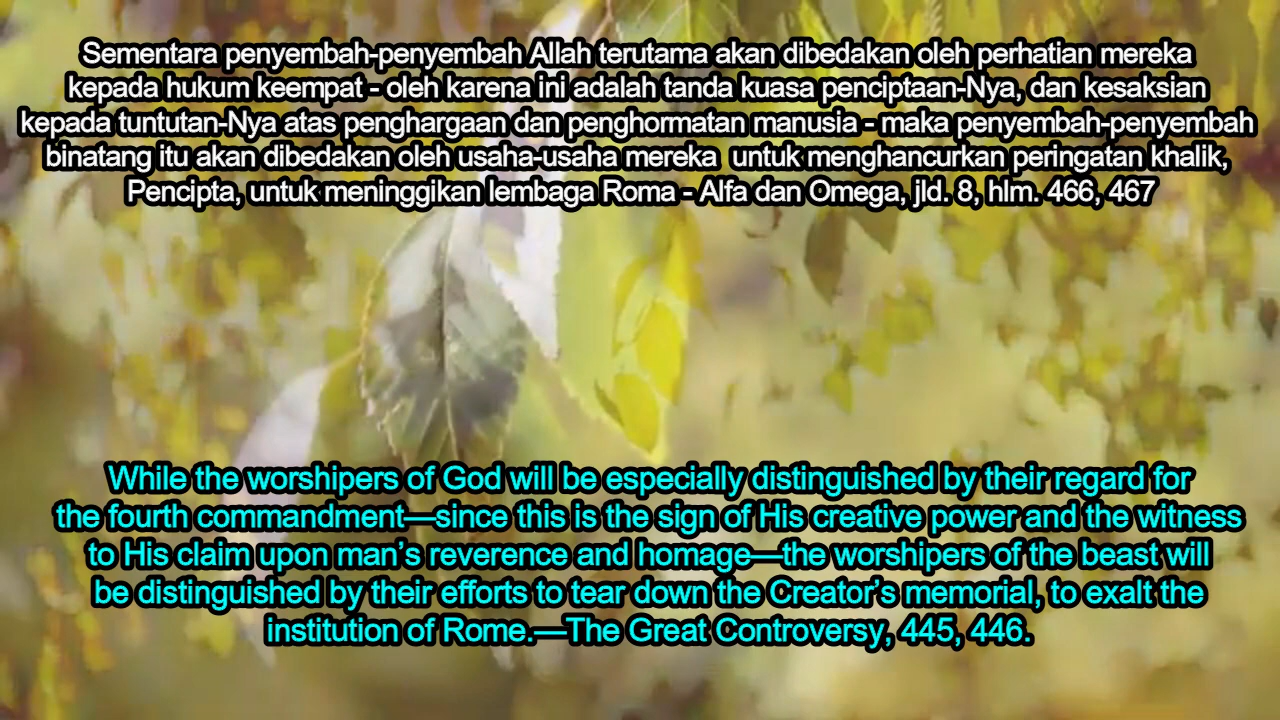 Sementara penyembah-penyembah Allah terutama akan dibedakan oleh perhatian mereka
kepada hukum keempat - oleh karena ini adalah tanda kuasa penciptaan-Nya, dan kesaksian
kepada tuntutan-Nya atas penghargaan dan penghormatan manusia - maka penyembah-penyembah
binatang itu akan dibedakan oleh usaha-usaha mereka  untuk menghancurkan peringatan khalik,
Pencipta, untuk meninggikan lembaga Roma - Alfa dan Omega, jld. 8, hlm. 466, 467
While the worshipers of God will be especially distinguished by their regard for
the fourth commandment—since this is the sign of His creative power and the witness
to His claim upon man’s reverence and homage—the worshipers of the beast will
be distinguished by their efforts to tear down the Creator’s memorial, to exalt the
institution of Rome.—The Great Controversy, 445, 446.